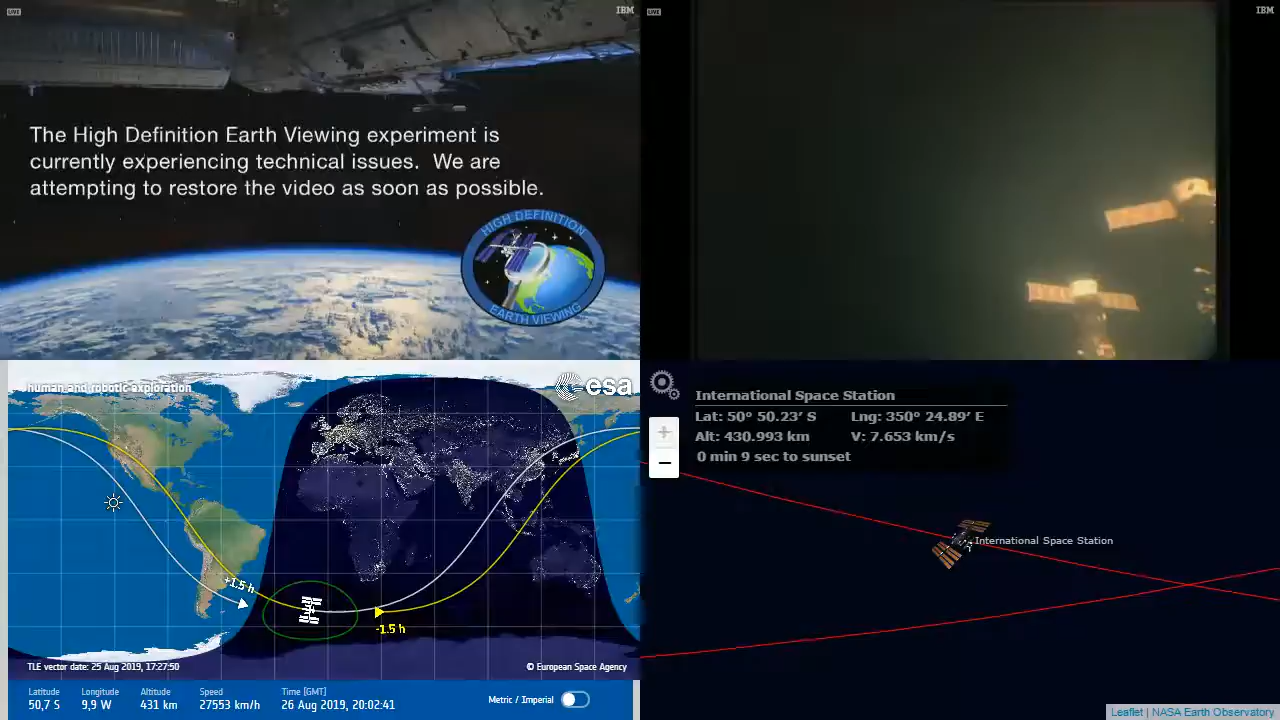 LIVE
IBM
The High Definition Earth Viewing experiment is
currently experiencing technical issues.  We are
attempting to restore the video as soon as possible.
HIGH DEFINITION
EARTH VIEWING
LIVE
IBM
human and robotic exploration
esa
+1.5 h
-1.5 h
TLE vector date: 25 Aug 2019, 17:27:50
© European Space Agency
Latitude
50,7 S
Longitude
9,9 W
Altitude
431 km
Speed
27553 km/h
Time [GMT]
26 Aug 2019, 20:02:41
Metric / Imperial
International Space Station
Lat: 50° 50.23′ S
Lng: 350° 24.89′ E
Alt: 430.993 km
V: 7.653 km/s
0 min 9 sec to sunset
+
−
International Space Station
Leaflet | NASA Earth Observatory